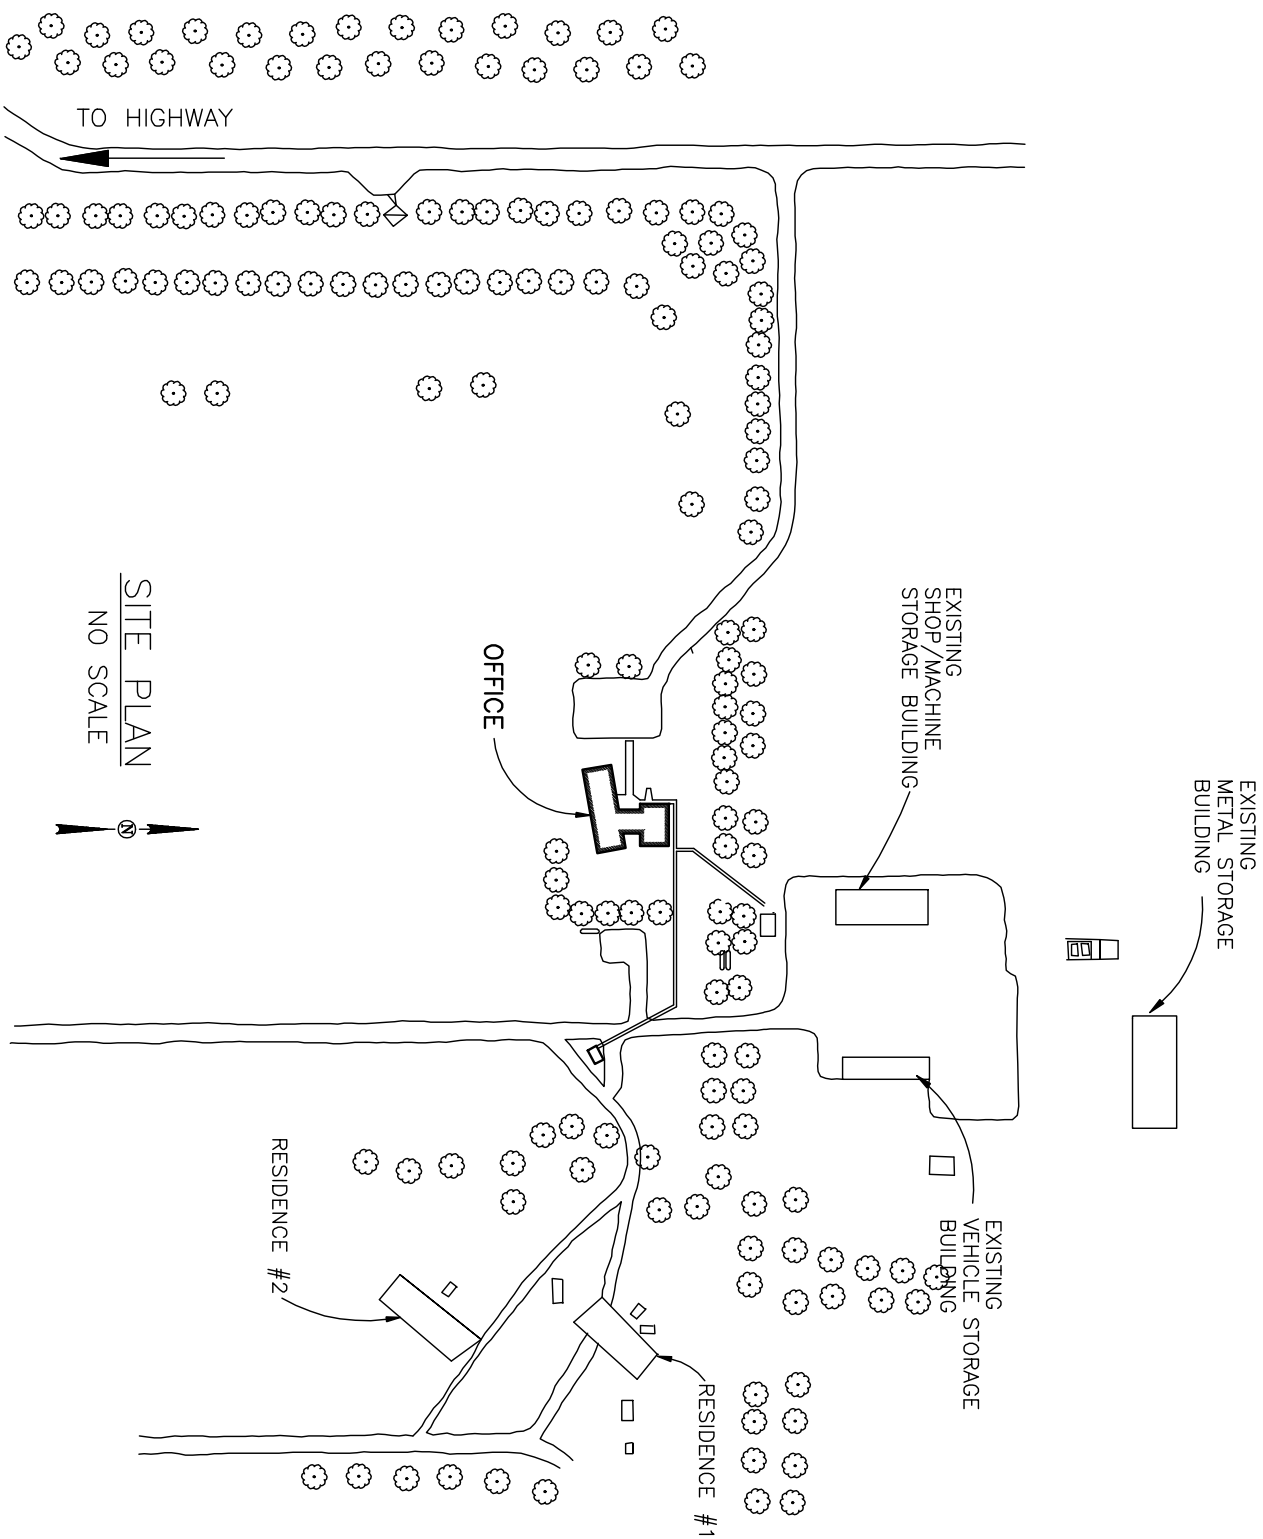 TO HIGHWAY
EXISTING
SHOP/MACHINE
STORAGE BUILDING
EXISTING
METAL STORAGE
BUILDING
OFFICE
SITE PLAN
NO SCALE
N
EXISTING
VEHICLE STORAGE
BUILDING
RESIDENCE #2
RESIDENCE #1